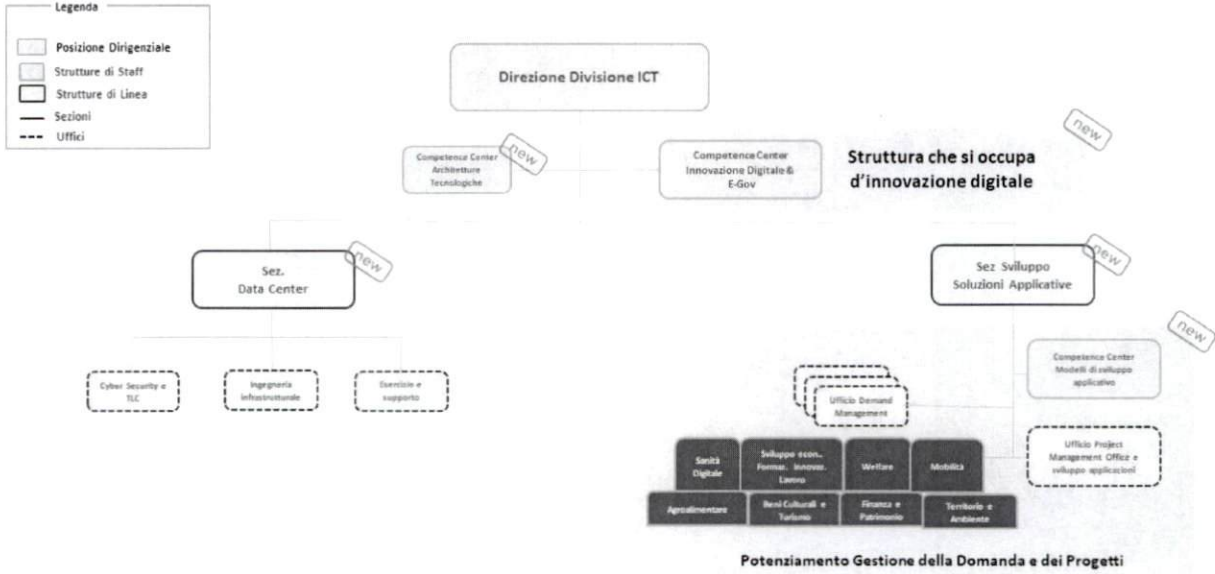 Legenda
Posizione Dirigenziale
Strutture di Staff
Strutture di Linea
Sezioni
Uffici
Direzione Divisione ICT
new
Competence Center
Architetture
Tecnologiche
new
Competence Center
Innovazione Digitale &
E-Gov
Struttura che si occupa
d'innovazione digitale
new
Sez.
Data Center
new
Sez Sviluppo
Soluzioni Applicative
new
Cyber Security e
TLC
Ingegneria
infrastrutturale
Esercizio e
supporto
Competence Center
Modelli di sviluppo
applicativo
Ufficio Demand
Management
Ufficio Project
Management Office e
sviluppo applicazioni
Sanità
Digitale
Sviluppo econ..
Formaz. Innovaz.
Lavoro
Welfare
Mobilità
Agroalimentare
Beni Culturali e
Turismo
Finanza e
Patrimonio
Territorio e
Ambiente
Potenziamento Gestione della Domanda e dei Progetti